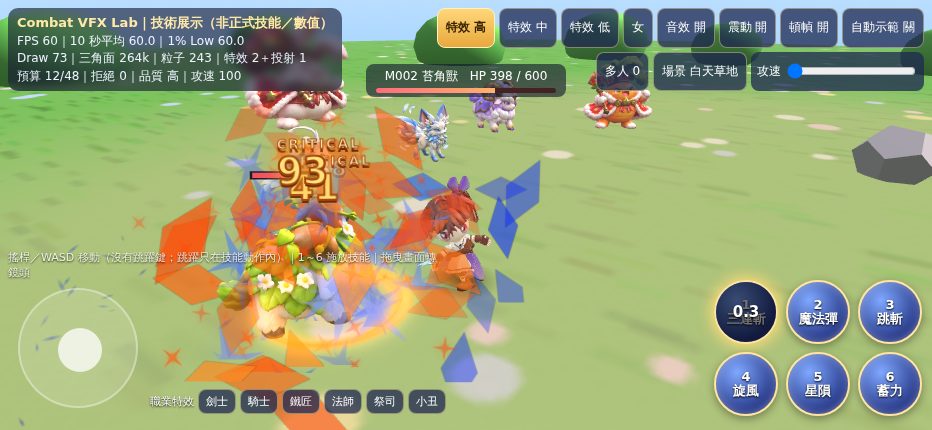 Combat VFX Lab｜技術展示（非正式技能／數值）
FPS 60｜10 秒平均 60.0｜1% Low 60.0
Draw 73｜三角面 264k｜粒子 243｜特效 2＋投射 1
預算 12/48｜拒絕 0｜品質 高｜攻速 100
特效 高
特效 中
特效 低
女
音效 開
震動 開
頓幀 開
自動示範 關
多人 0
場景 白天草地
攻速
M002 苔角獸 HP 398 / 600
CRITICAL
93
41
搖桿／WASD 移動（沒有跳躍鍵；跳躍只在技能動作內）｜1～6 施放技能｜拖曳畫面轉
鏡頭
1
三連斬
0.3
2
魔法彈
3
跳斬
4
旋風
5
星隕
6
蓄力
職業特效
劍士
騎士
鐵匠
法師
祭司
小丑